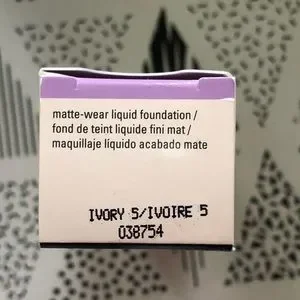 matte-wear liquid foundation /
fond de teint liquide fini mat /
maquillaje líquido acabado mate
IVORY 5/IVOIRE 5
038754